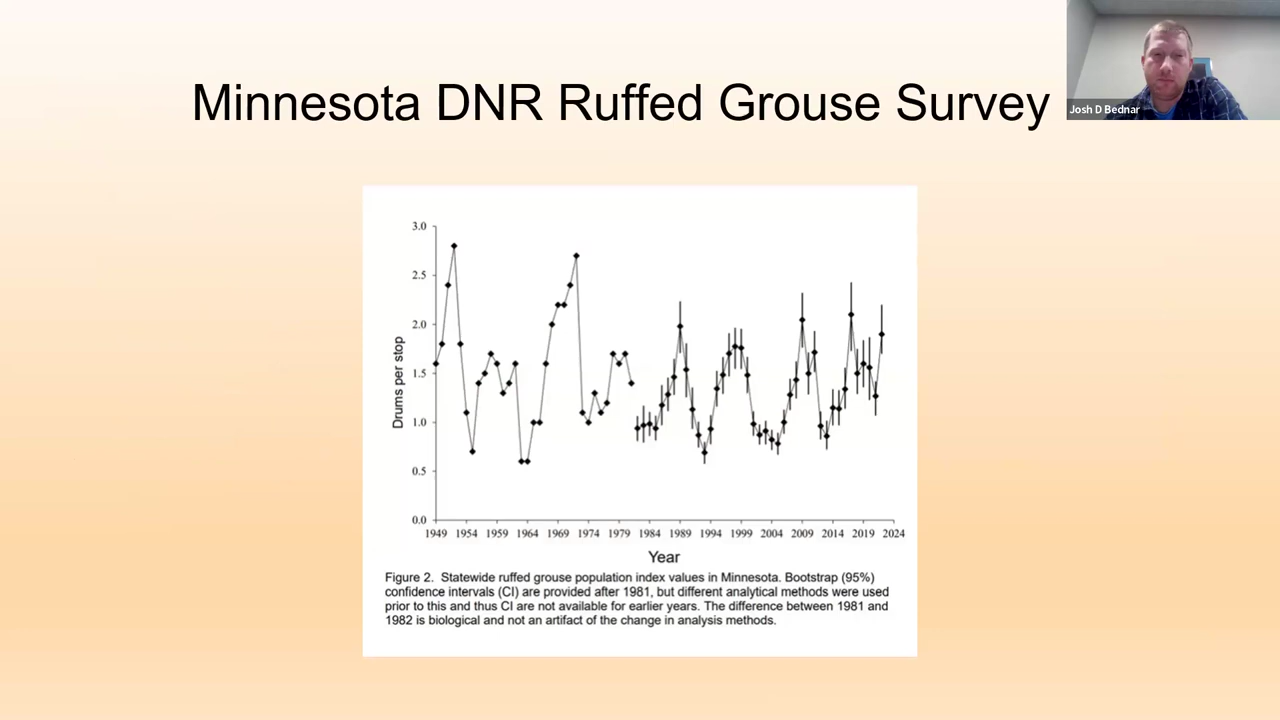 Minnesota DNR Ruffed Grouse Survey
Josh D Bednar
3.0
2.5
2.0
1.5
1.0
0.5
0.0
Drums per stop
1949 1954 1959 1964 1969 1974 1979 1984 1989 1994 1999 2004 2009 2014 2019 2024
Year
Figure 2. Statewide ruffed grouse population index values in Minnesota. Bootstrap (95%)
confidence intervals (CI) are provided after 1981, but different analytical methods were used
prior to this and thus CI are not available for earlier years. The difference between 1981 and
1982 is biological and not an artifact of the change in analysis methods.